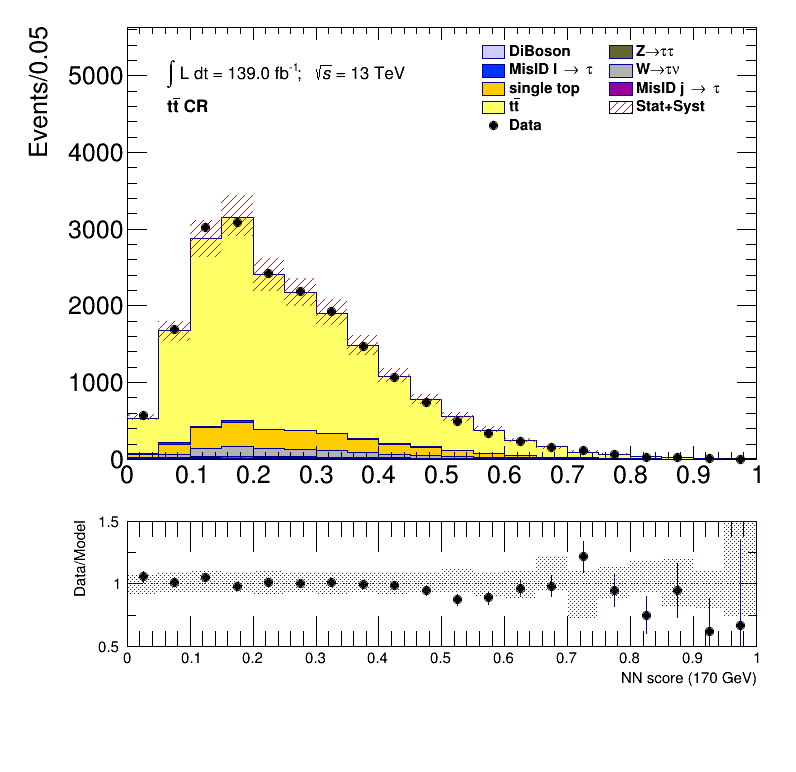 Events/0.05
5000
4000
3000
2000
1000
0
∫ L dt = 139.0 fb⁻¹; √s = 13 TeV
tt̄ CR
DiBoson
MisID l → τ
single top
tt̄
Data
Z→ττ
W→τν
MisID j → τ
Stat+Syst
0 0.1 0.2 0.3 0.4 0.5 0.6 0.7 0.8 0.9 1
Data/Model
1.5
1
0.5
0 0.1 0.2 0.3 0.4 0.5 0.6 0.7 0.8 0.9 1
NN score (170 GeV)